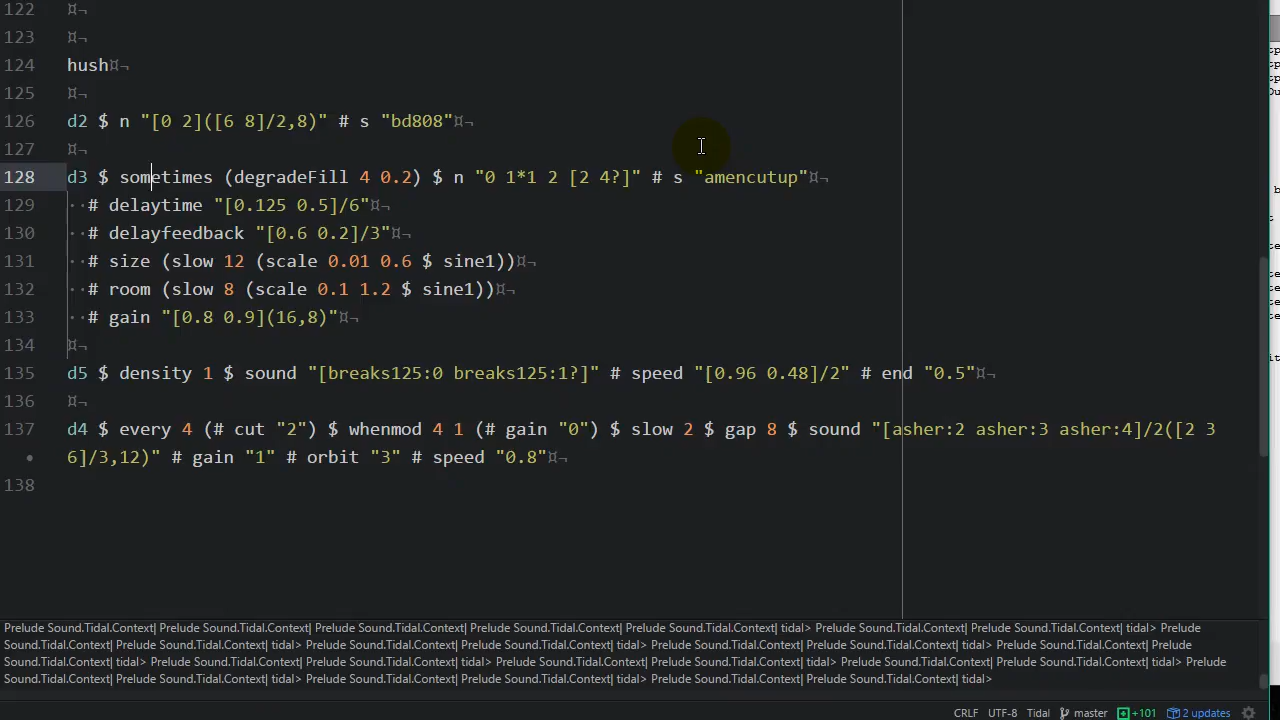 122 ¤¬
123 ¤¬
124 hush¤¬
125 ¤¬
126 d2 $ n "[0 2]([6 8]/2,8)" # s "bd808"¤¬
127 ¤¬
128 d3 $ sometimes (degradeFill 4 0.2) $ n "0 1*1 2 [2 4?]" # s "amencutup"¤¬
129 ··# delaytime "[0.125 0.5]/6"¤¬
130 ··# delayfeedback "[0.6 0.2]/3"¤¬
131 ··# size (slow 12 (scale 0.01 0.6 $ sine1))¤¬
132 ··# room (slow 8 (scale 0.1 1.2 $ sine1))¤¬
133 ··# gain "[0.8 0.9](16,8)"¤¬
134 ¤¬
135 d5 $ density 1 $ sound "[breaks125:0 breaks125:1?]" # speed "[0.96 0.48]/2" # end "0.5"¤¬
136 ¤¬
137 d4 $ every 4 (# cut "2") $ whenmod 4 1 (# gain "0") $ slow 2 $ gap 8 $ sound "[asher:2 asher:3 asher:4]/2([2 3
• 6]/3,12)" # gain "1" # orbit "3" # speed "0.8"¤¬
138
Prelude Sound.Tidal.Context| Prelude Sound.Tidal.Context| Prelude Sound.Tidal.Context| Prelude Sound.Tidal.Context| Prelude Sound.Tidal.Context| tidal> Prelude Sound.Tidal.Context| Prelude Sound.Tidal.Context| tidal> Prelude
Sound.Tidal.Context| Prelude Sound.Tidal.Context| tidal> Prelude Sound.Tidal.Context| Prelude Sound.Tidal.Context| tidal> Prelude Sound.Tidal.Context| Prelude Sound.Tidal.Context| Prelude Sound.Tidal.Context| Prelude
Sound.Tidal.Context| tidal> Prelude Sound.Tidal.Context| Prelude Sound.Tidal.Context| tidal> Prelude Sound.Tidal.Context| Prelude Sound.Tidal.Context| tidal> Prelude Sound.Tidal.Context| Prelude Sound.Tidal.Context| tidal> Prelude
Sound.Tidal.Context| Prelude Sound.Tidal.Context| Prelude Sound.Tidal.Context| tidal> Prelude Sound.Tidal.Context| Prelude Sound.Tidal.Context| tidal>
CRLF UTF-8 Tidal master +101 2 updates